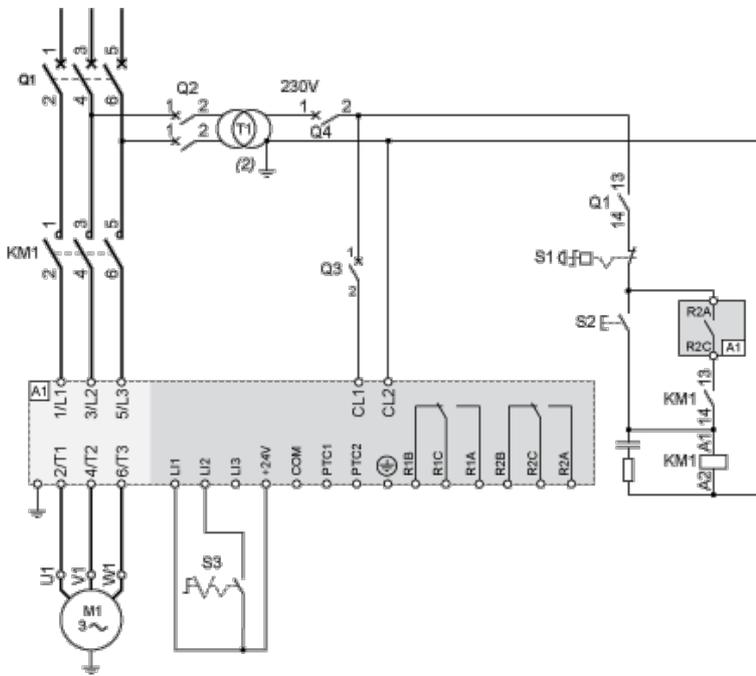 1 3 5
Q1
2 4 6
Q2
1 2
1 2
T1
(2)
230V
1 2
Q4
13
Q1
14
1 3 5
KM1
2 4 6
1
Q3
2
S1
S2
R2A
R2C
A1
13
KM1
14
A1
KM1
A2
A1
1/L1 3/L2 5/L3
CL1 CL2
2/T1 4/T2 6/T3
LI1 LI2 LI3 +24V COM PTC1 PTC2 R1B R1C R1A R2B R2C R2A
S3
U1 V1 W1
M1
3